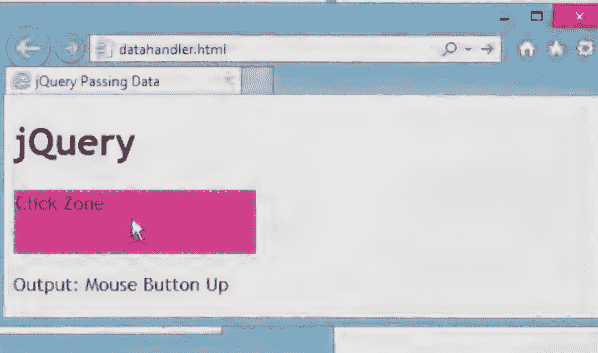 datahandler.html
jQuery Passing Data
jQuery
Click Zone
Output: Mouse Button Up